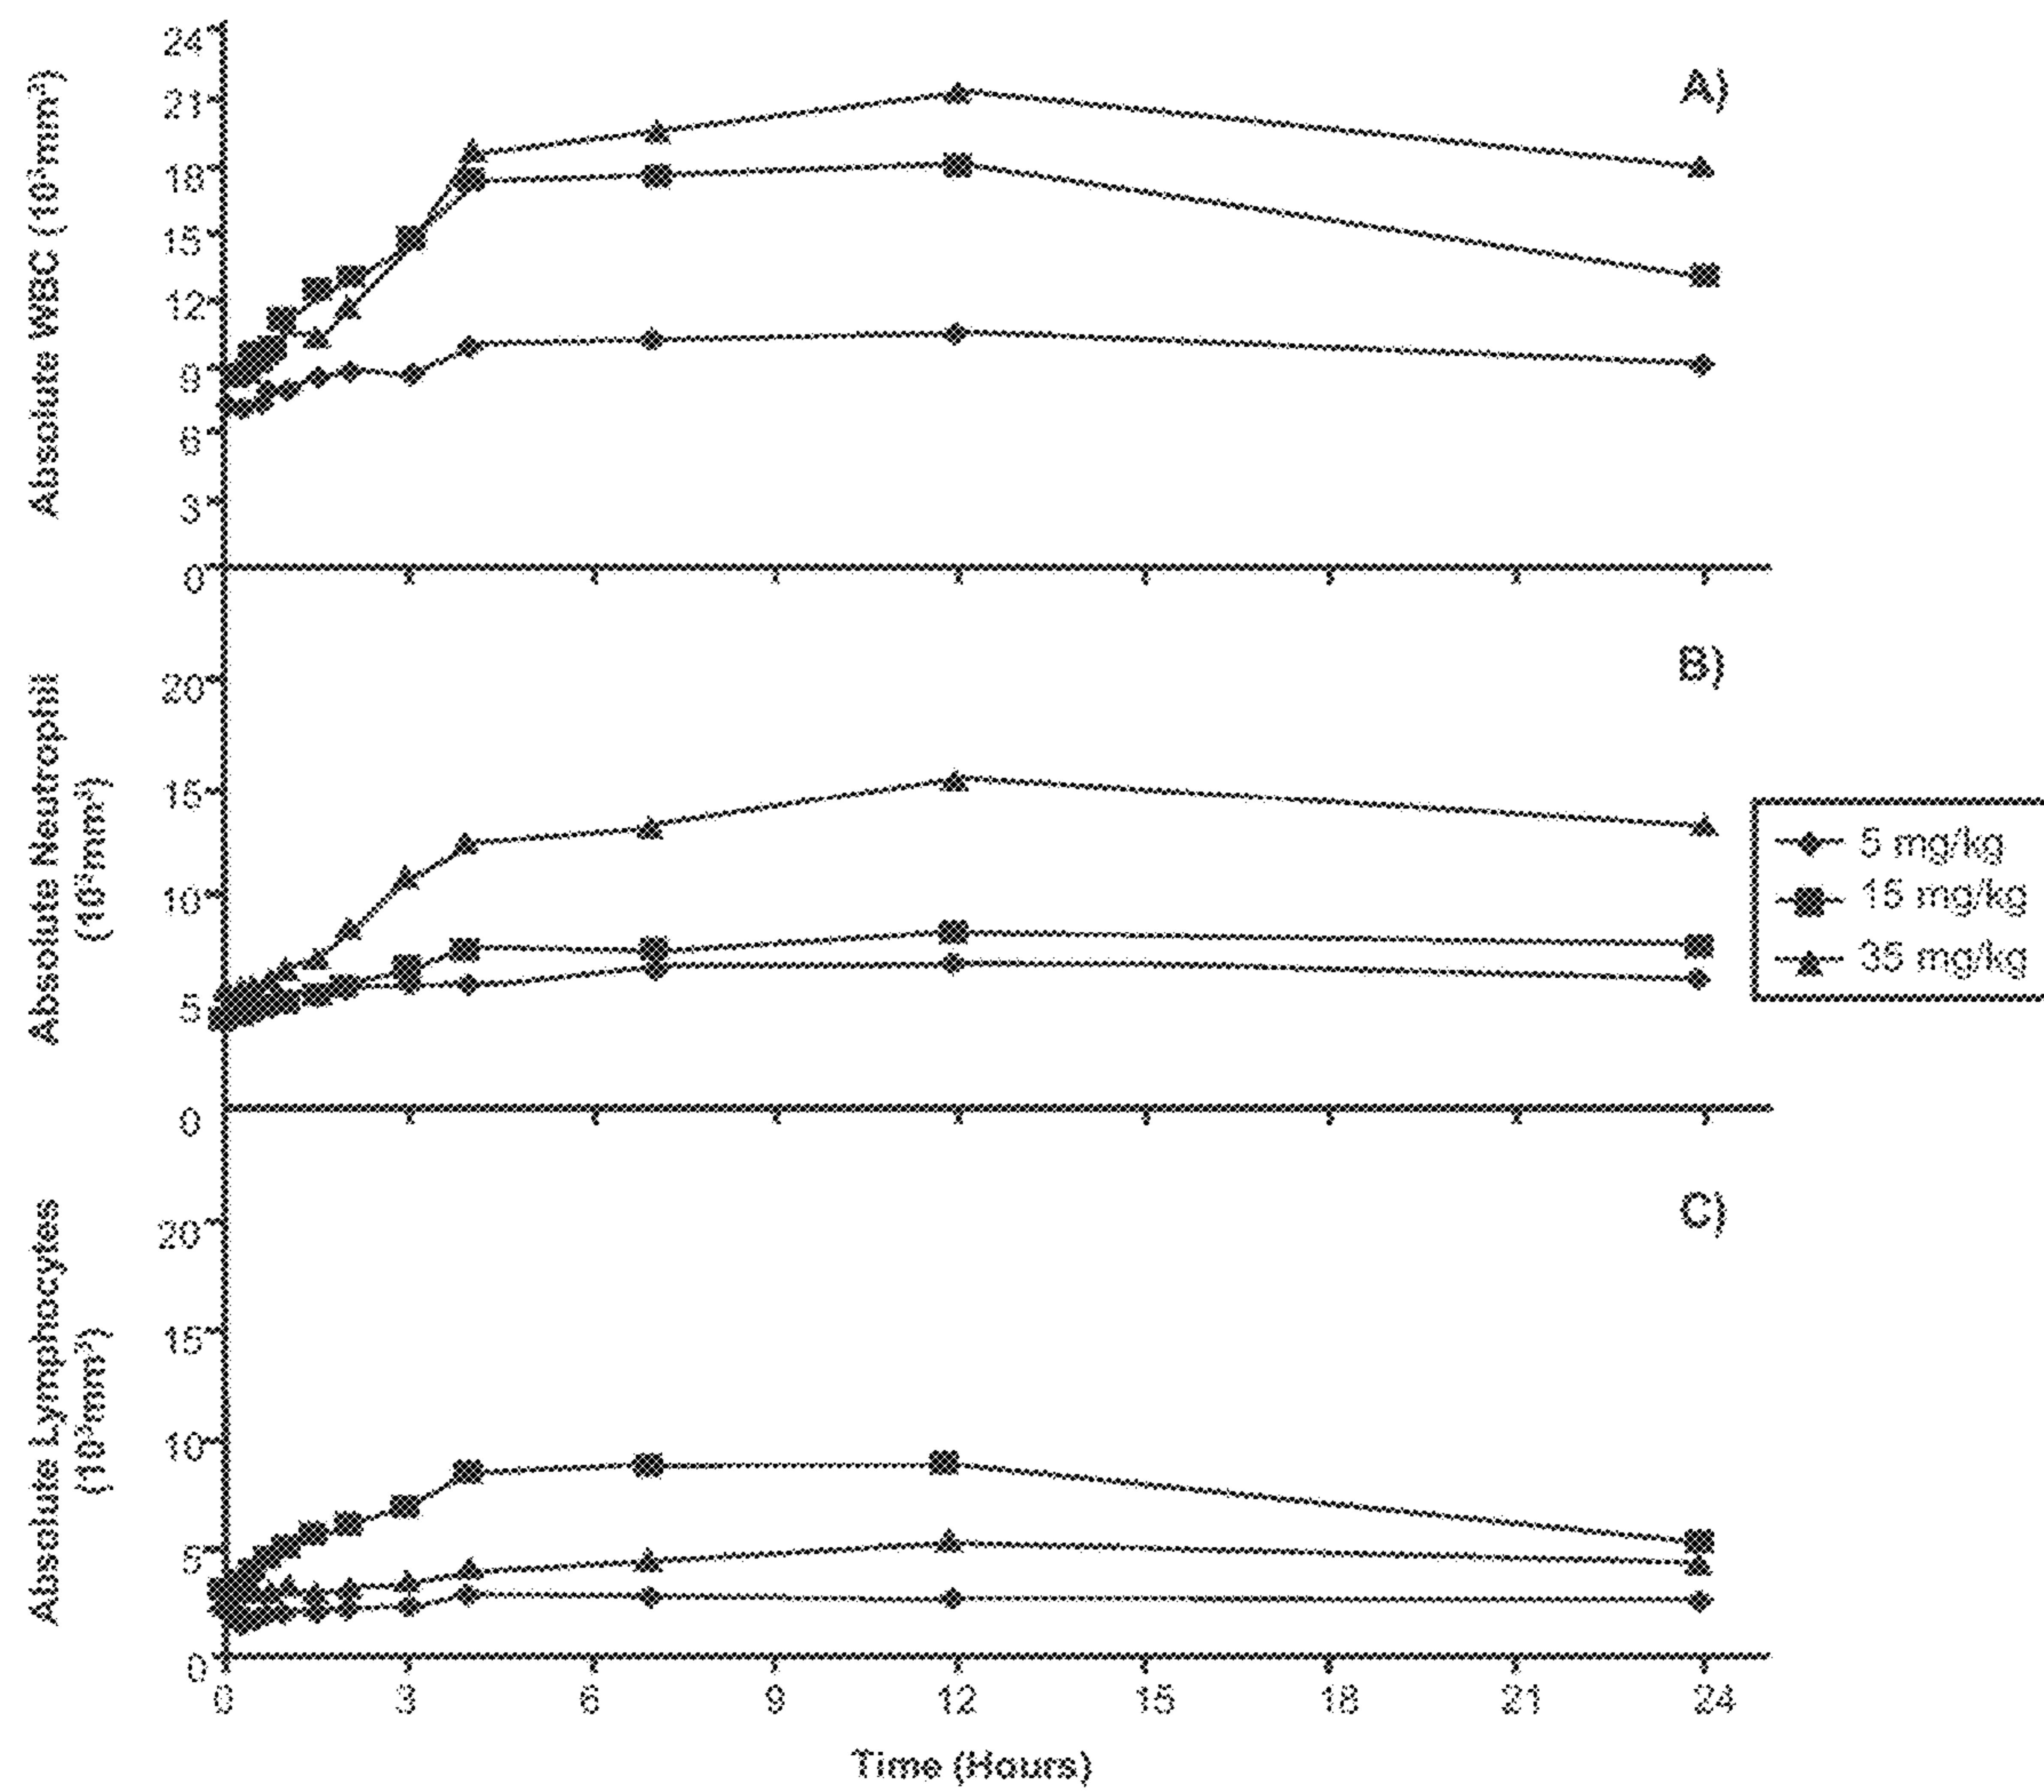 A)
Absolute WBC (10³mm³)
24
21
18
15
12
9
6
3
0
B)
Absolute Neutrophil
(10³mm³)
20
15
10
5
0
5 mg/kg
15 mg/kg
35 mg/kg
C)
Absolute Lymphocytes
(10³mm³)
20
15
10
5
0
0 3 6 9 12 15 18 21 24
Time (Hours)